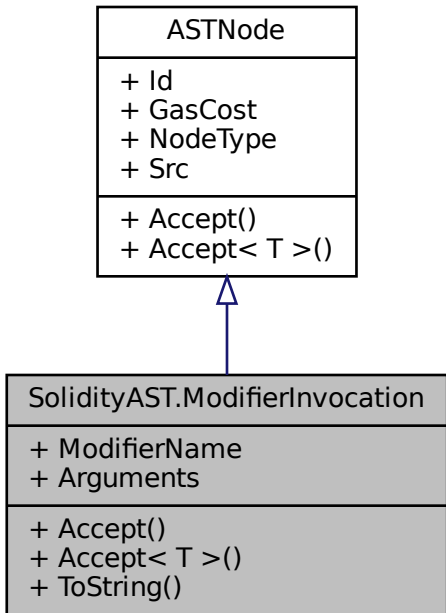 ASTNode
+ Id
+ GasCost
+ NodeType
+ Src
+ Accept()
+ Accept< T >()
SolidityAST.ModifierInvocation
+ ModifierName
+ Arguments
+ Accept()
+ Accept< T >()
+ ToString()